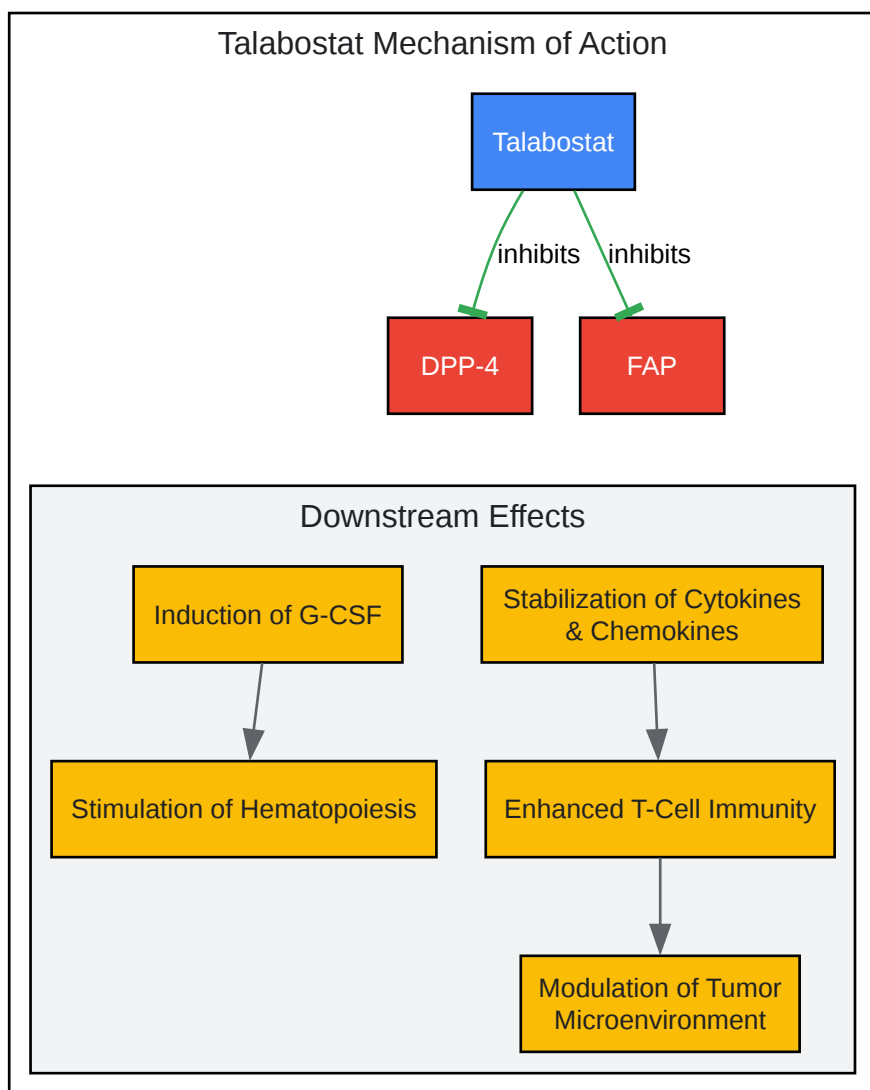 Talabostat Mechanism of Action
Talabostat
inhibits
inhibits
DPP-4
FAP
Downstream Effects
Induction of G-CSF
Stabilization of Cytokines
& Chemokines
Stimulation of Hematopoiesis
Enhanced T-Cell Immunity
Modulation of Tumor
Microenvironment